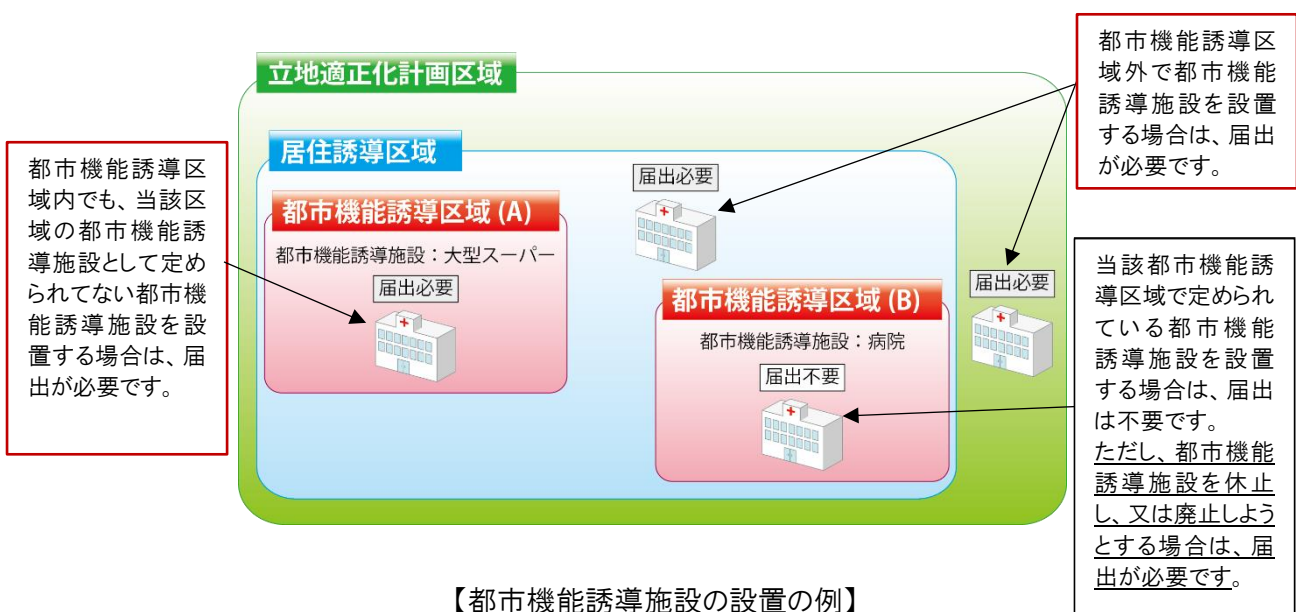 立地適正化計画区域
居住誘導区域
都市機能誘導区域 (A)
都市機能誘導施設：大型スーパー
届出必要
届出必要
都市機能誘導区域 (B)
都市機能誘導施設：病院
届出不要
届出必要
都市機能誘導区
域内でも、当該区
域の都市機能誘
導施設として定め
られてない都市機
能誘導施設を設
置する場合は、届
出が必要です。
都市機能誘導区
域外で都市機能
誘導施設を設置
する場合は、届出
が必要です。
当該都市機能誘
導区域で定められ
ている都市機能
誘導施設を設置
する場合は、届出
は不要です。
ただし、都市機能
誘導施設を休止
し、又は廃止しよう
とする場合は、届
出が必要です。
【都市機能誘導施設の設置の例】